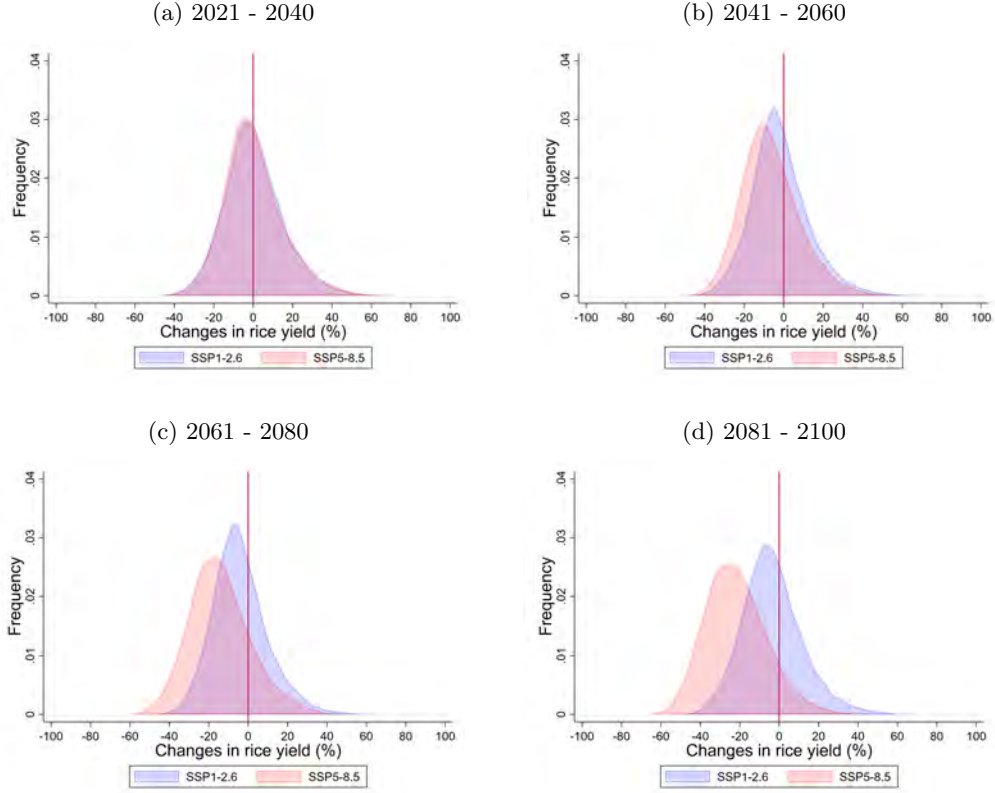 (a) 2021 - 2040
.04
.03
.02
.01
0
Frequency
-100 -80 -60 -40 -20 0 20 40 60 80 100
Changes in rice yield (%)
SSP1-2.6 SSP5-8.5
(b) 2041 - 2060
.04
.03
.02
.01
0
Frequency
-100 -80 -60 -40 -20 0 20 40 60 80 100
Changes in rice yield (%)
SSP1-2.6 SSP5-8.5
(c) 2061 - 2080
.04
.03
.02
.01
0
Frequency
-100 -80 -60 -40 -20 0 20 40 60 80 100
Changes in rice yield (%)
SSP1-2.6 SSP5-8.5
(d) 2081 - 2100
.04
.03
.02
.01
0
Frequency
-100 -80 -60 -40 -20 0 20 40 60 80 100
Changes in rice yield (%)
SSP1-2.6 SSP5-8.5